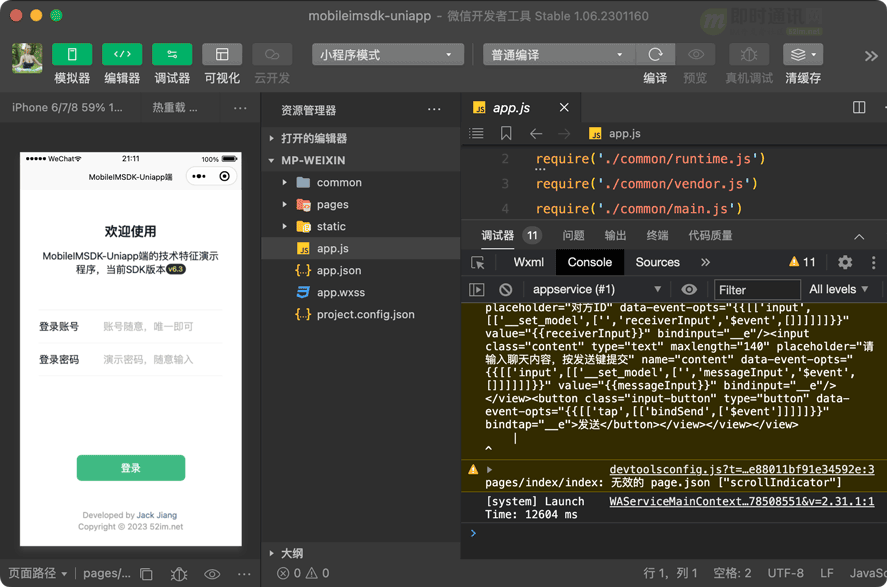 mobileimsdk-uniapp – 微信开发者工具 Stable 1.06.2301160
即时通讯
模拟器
编辑器
调试器
可视化
云开发
小程序模式
普通编译
编译
预览
真机调试
清缓存
iPhone 6/7/8 59% 1...
热重载 ...
WeChat
21:11
100%
MobileIMSDK-Uniapp端
欢迎使用
MobileIMSDK-Uniapp端的技术特征演示
程序，当前SDK版本 v6.3
登录账号 账号随意，唯一即可
登录密码 演示密码，随意输入
登录
Developed by Jack Jiang
Copyright © 2023 52im.net
页面路径
pages/...
资源管理器
打开的编辑器
MP-WEIXIN
common
pages
static
JS app.js
{..} app.json
app.wxss
{..} project.config.json
大纲
0 0
JS app.js
JS app.js
2 require('./common/runtime.js')
3 require('./common/vendor.js')
4 require('./common/main.js')
调试器 11 问题 输出 终端 代码质量
Wxml Console Sources » 11
appservice (#1) Filter All levels
placeholder="对方ID" data-event-opts="{{[['input',
[['__set_model',['','receiverInput','$event',[]]]]]]}}"
value="{{receiverInput}}" bindinput="__e"/><input
class="content" type="text" maxlength="140" placeholder="请
输入聊天内容，按发送键提交" name="content" data-event-opts=
"{{[['input',[['__set_model',['','messageInput','$event',
[]]]]]]}}" value="{{messageInput}}" bindinput="__e"/>
</view><button class="input-button" type="button" data-
event-opts="{{[['tap',[['bindSend',['$event']]]]]}}"
bindtap="__e">发送</button></view></view></view>
|
^
devtoolsconfig.js?t=…e88011bf91e34592e:3
pages/index/index: 无效的 page.json ["scrollIndicator"]
[system] Launch WAServiceMainContext…78508551&v=2.31.1:1
Time: 12604 ms
行 1，列 1 空格: 2 UTF-8 LF JavaSc